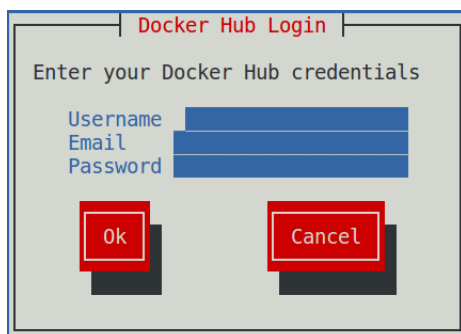 Docker Hub Login
Enter your Docker Hub credentials
Username
Email
Password
Ok Cancel